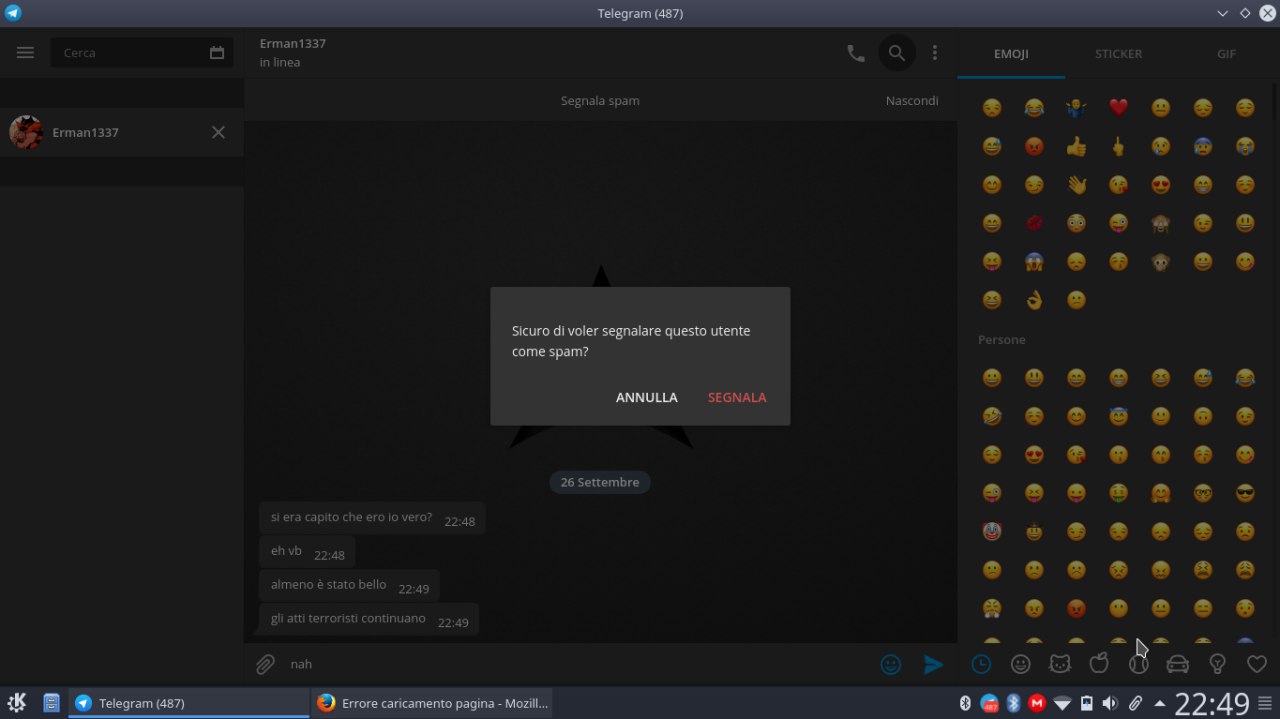 Telegram (487)
Cerca
Erman1337
in linea
EMOJI
STICKER
GIF
Segnala spam
Nascondi
Erman1337
Sicuro di voler segnalare questo utente
come spam?
ANNULLA
SEGNALA
Persone
26 Settembre
si era capito che ero io vero? 22:48
eh vb 22:48
almeno è stato bello 22:49
gli atti terroristi continuano 22:49
nah
Telegram (487)
Errore caricamento pagina - Mozill...
487
M
22:49